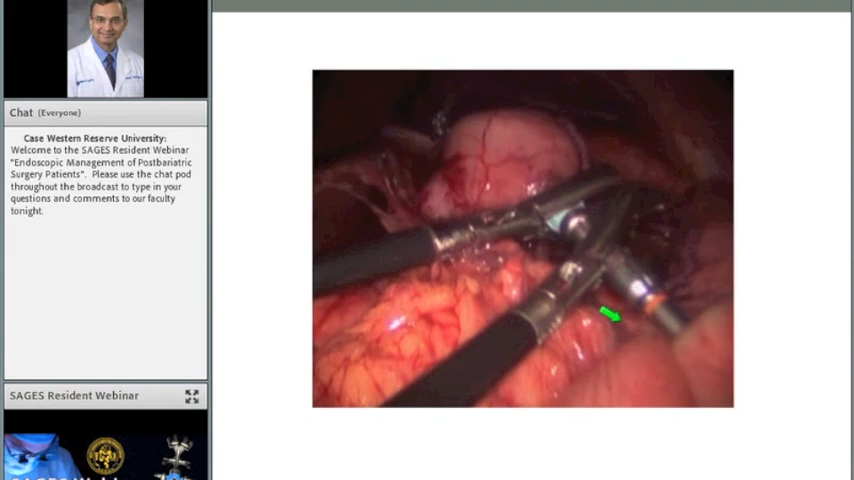 Chat (Everyone)
Case Western Reserve University:
Welcome to the SAGES Resident Webinar
"Endoscopic Management of Postbariatric
Surgery Patients". Please use the chat pod
throughout the broadcast to type in your
questions and comments to our faculty
tonight.
SAGES Resident Webinar